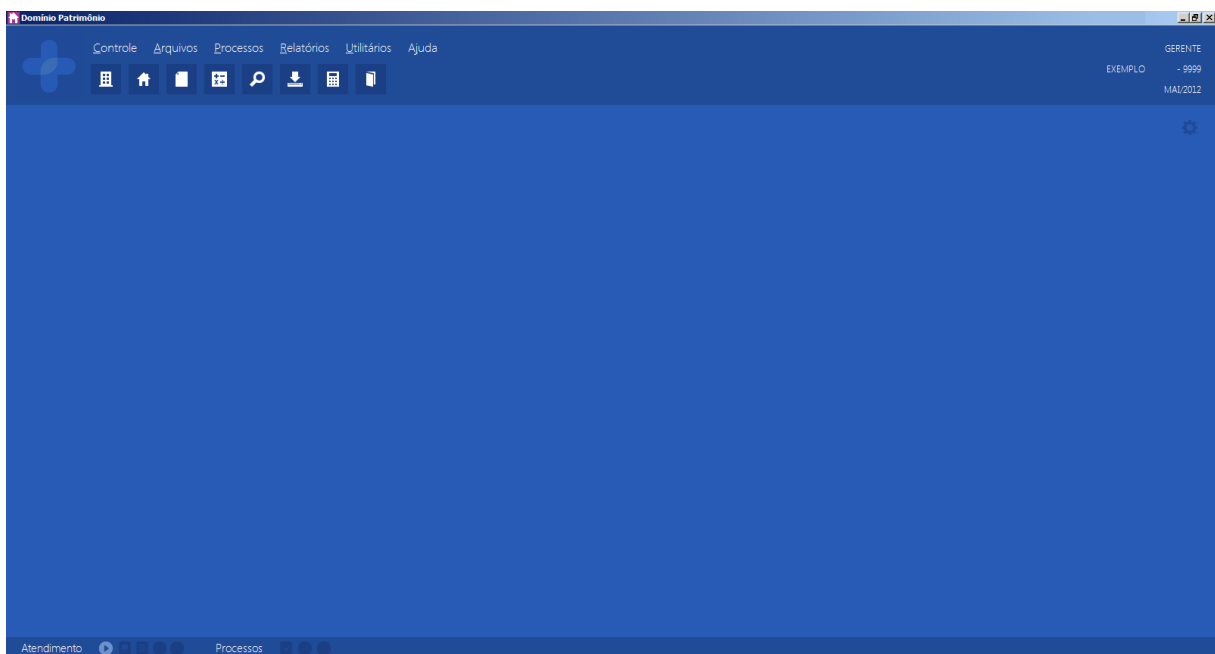 Domínio Patrimônio
Controle Arquivos Processos Relatórios Utilitários Ajuda
GERENTE
EXEMPLO - 9999
MAI/2012
Atendimento Processos